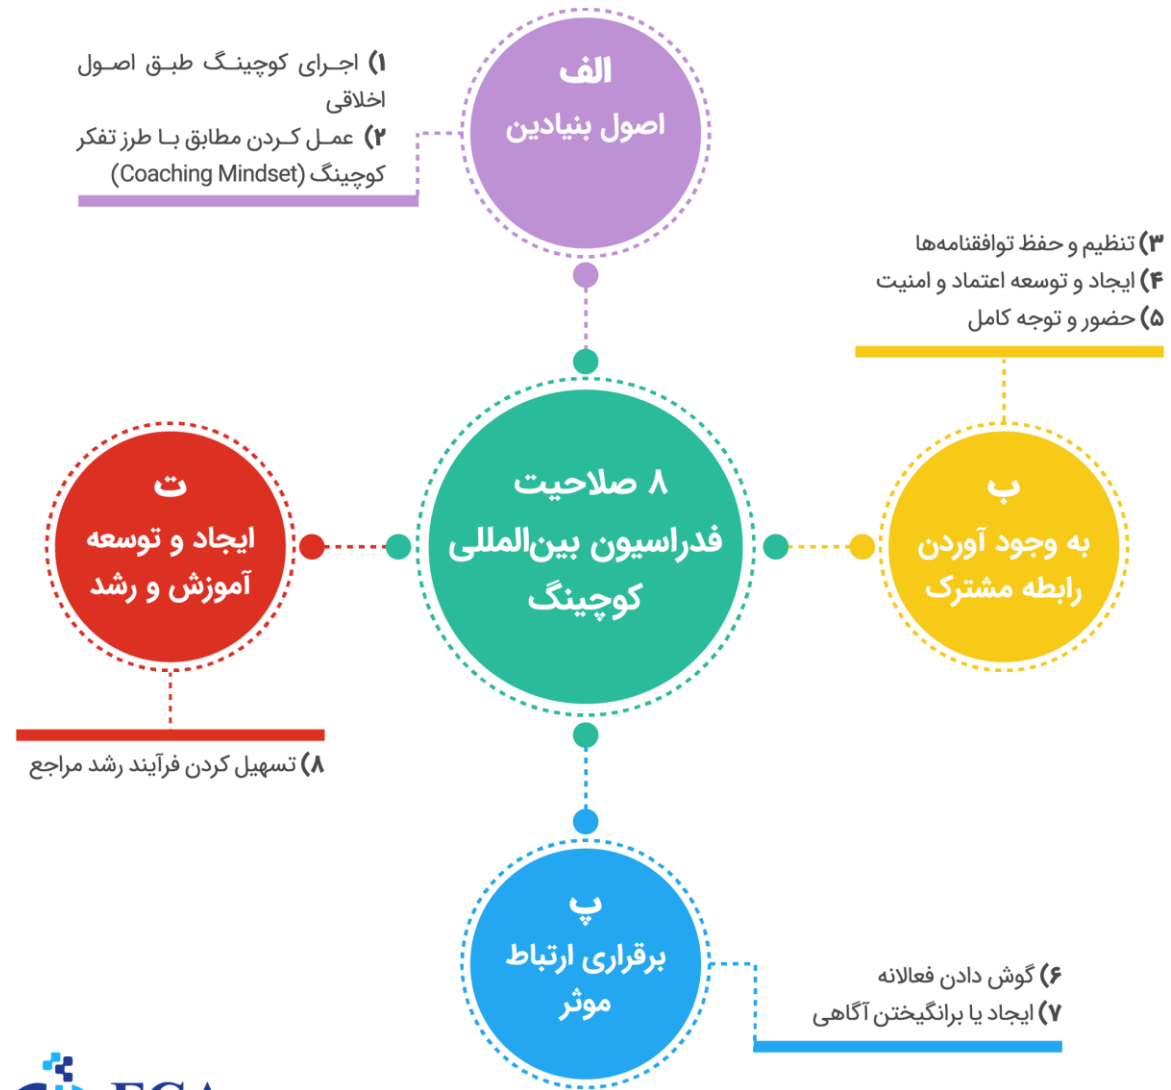 الف
اصول بنیادین
۱) اجـرای کوچینـگ طبـق اصـول
اخلاقی
۲) عمـل کـردن مطابق بـا طرز تفکر
کوچینگ (Coaching Mindset)
۳) تنظیم و حفظ توافقنامه‌ها
۴) ایجاد و توسعه اعتماد و امنیت
۵) حضور و توجه کامل
ب
به وجود آوردن
رابطه مشترک
۸ صلاحیت
فدراسیون بین‌المللی
کوچینگ
ت
ایجاد و توسعه
آموزش و رشد
۸) تسهیل کردن فرآیند رشد مراجع
پ
برقراری ارتباط
موثر
۶) گوش دادن فعالانه
۷) ایجاد یا برانگیختن آگاهی